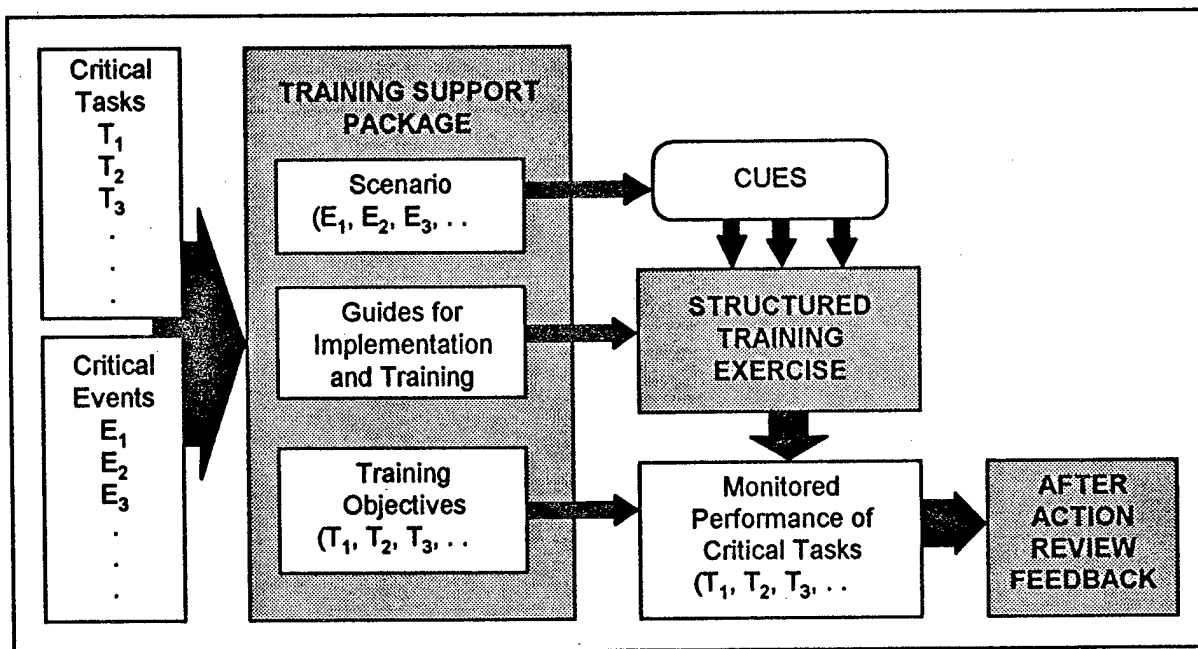 Critical
Tasks
T₁
T₂
T₃
.
.
.
Critical
Events
E₁
E₂
E₃
.
.
.
TRAINING SUPPORT
PACKAGE
Scenario
(E₁, E₂, E₃, . .
Guides for
Implementation
and Training
Training
Objectives
(T₁, T₂, T₃, . .
CUES
STRUCTURED
TRAINING
EXERCISE
Monitored
Performance of
Critical Tasks
(T₁, T₂, T₃, . .
AFTER
ACTION
REVIEW
FEEDBACK